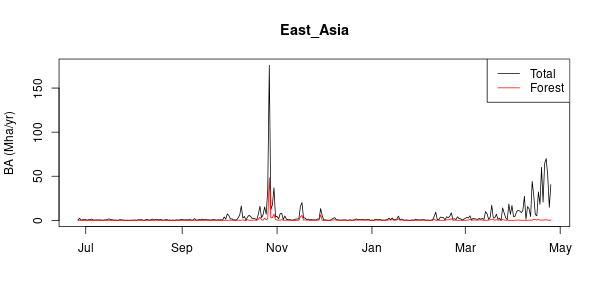 East_Asia
BA (Mha/yr)
150
100
50
0
Total
Forest
Jul Sep Nov Jan Mar May